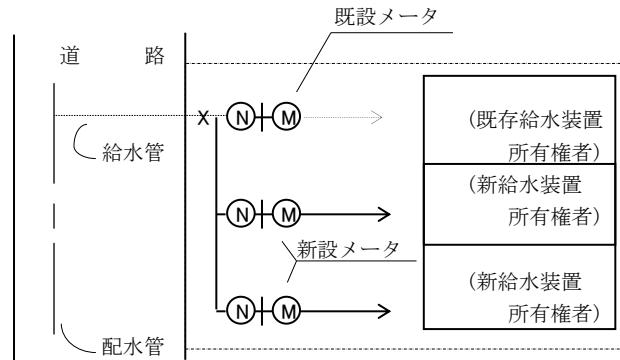 既設メータ
道 路
X N M
(既存給水装置
所有権者)
給水管
(新給水装置
所有権者)
N M
新設メータ
(新給水装置
所有権者)
N M
配水管